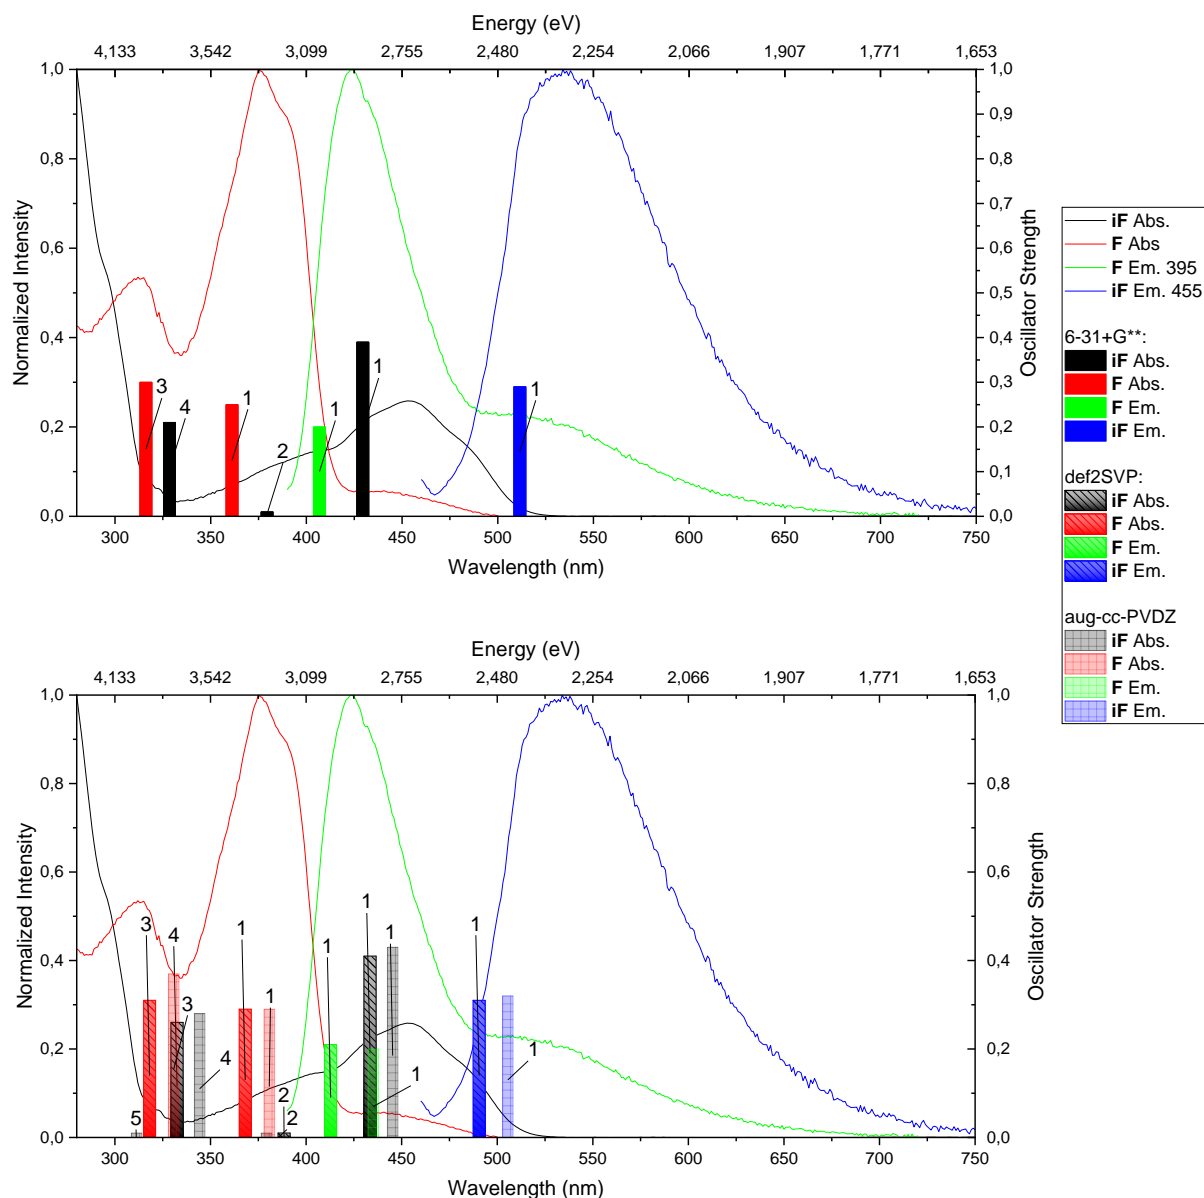 Energy (eV)
4,133 3,542 3,099 2,755 2,480 2,254 2,066 1,907 1,771 1,653
1,0 1,0
0,9
0,8 0,8
0,7
0,6 0,6
0,5
0,4 0,4
0,3
0,2 0,2
0,1
0,0 0,0
Normalized Intensity
Oscillator Strength
3 4 1 2 1 1 1
300 350 400 450 500 550 600 650 700 750
Wavelength (nm)
iF Abs.
F Abs
F Em. 395
iF Em. 455
6-31+G**:
iF Abs.
F Abs.
F Em.
iF Em.
def2SVP:
iF Abs.
F Abs.
F Em.
iF Em.
aug-cc-PVDZ
iF Abs.
F Abs.
F Em.
iF Em.
Energy (eV)
4,133 3,542 3,099 2,755 2,480 2,254 2,066 1,907 1,771 1,653
1,0 1,0
0,8 0,8
0,6 0,6
0,4 0,4
0,2 0,2
0,0 0,0
Normalized Intensity
Oscillator Strength
5 3 4 3 4 1 1 2 2 1 1 1 1 1 1
300 350 400 450 500 550 600 650 700 750
Wavelength (nm)